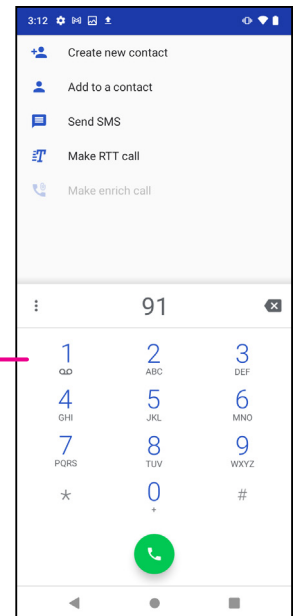 3:12
Create new contact
Add to a contact
Send SMS
Make RTT call
Make enrich call
91
1 2 3
ABC DEF
4 5 6
GHI JKL MNO
7 8 9
PQRS TUV WXYZ
* 0 #
+